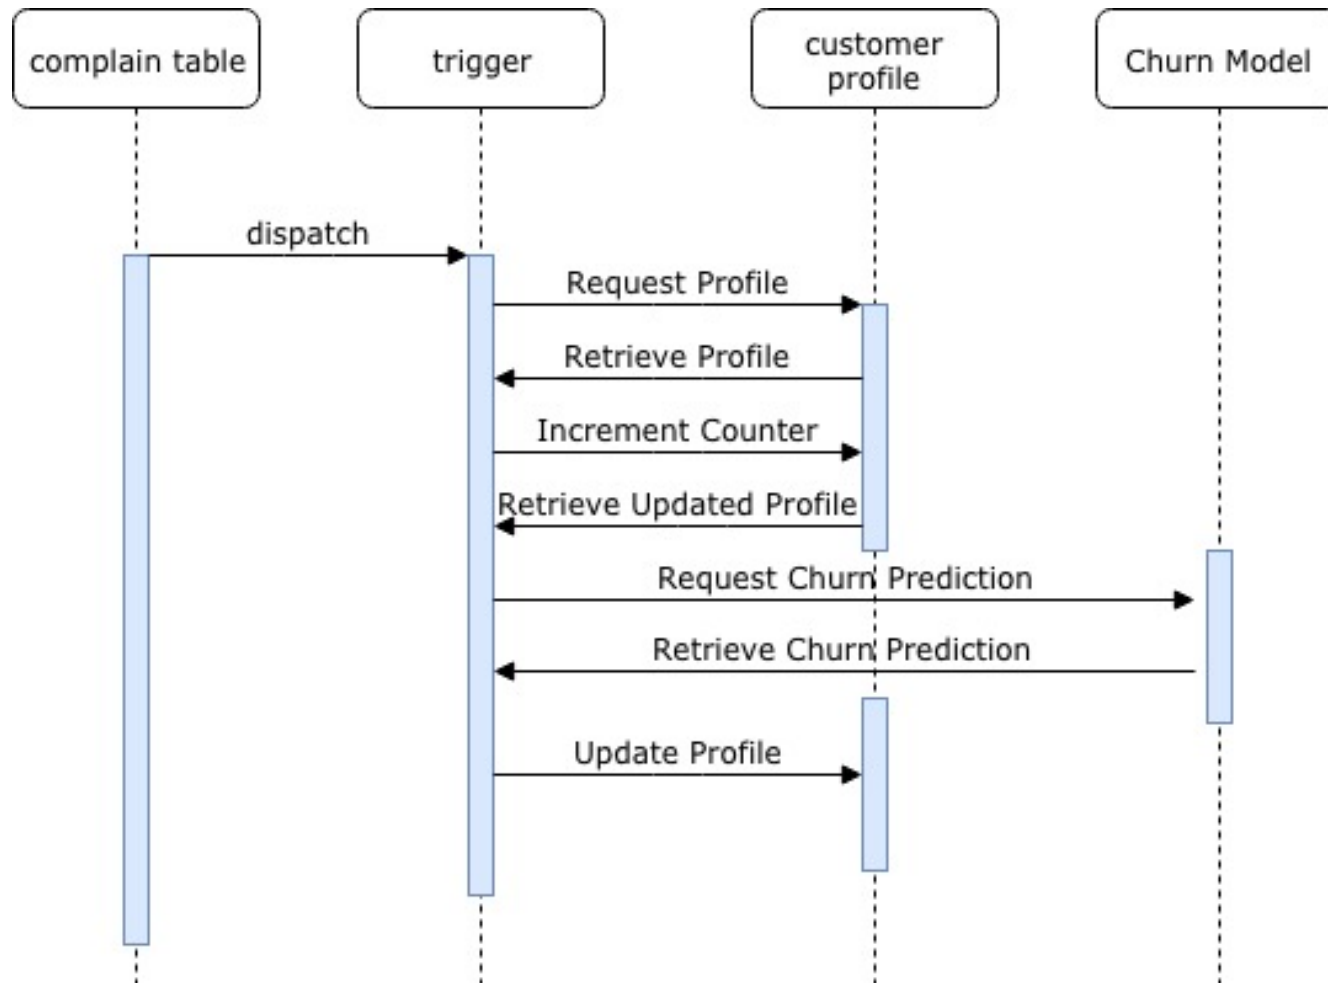 complain table
trigger
customer
profile
Churn Model
dispatch
Request Profile
Retrieve Profile
Increment Counter
Retrieve Updated Profile
Request Churn Prediction
Retrieve Churn Prediction
Update Profile